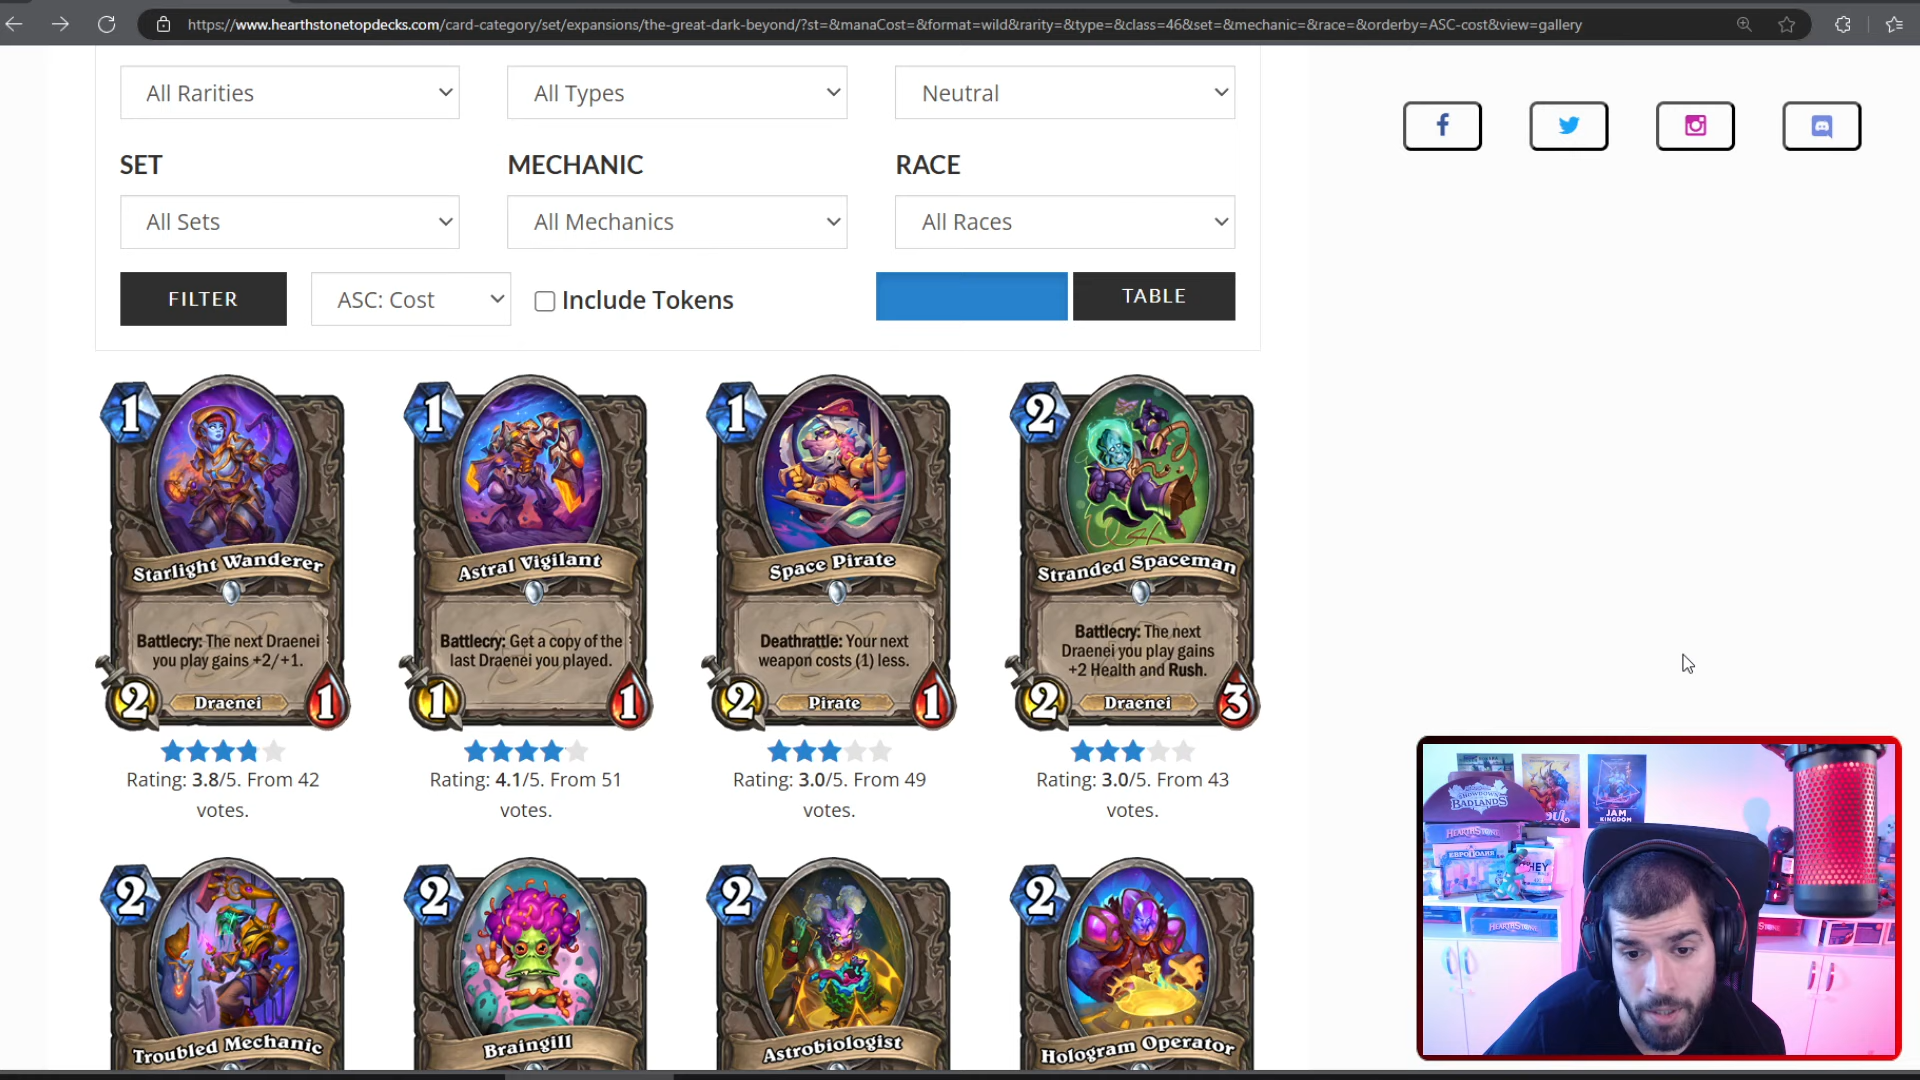 https://www.hearthstonetopdecks.com/card-category/set/expansions/the-great-dark-beyond/?st=&manaCost=&format=wild&rarity=&type=&class=46&set=&mechanic=&race=&orderby=ASC-cost&view=gallery
All Rarities
All Types
Neutral
SET
MECHANIC
RACE
All Sets
All Mechanics
All Races
FILTER
ASC: Cost
Include Tokens
TABLE
1
Starlight Wanderer
Battlecry: The next Draenei
you play gains +2/+1.
2
Draenei
1
Rating: 3.8/5. From 42
votes.
1
Astral Vigilant
Battlecry: Get a copy of the
last Draenei you played.
1
1
Rating: 4.1/5. From 51
votes.
1
Space Pirate
Deathrattle: Your next
weapon costs (1) less.
2
Pirate
1
Rating: 3.0/5. From 49
votes.
2
Stranded Spaceman
Battlecry: The next
Draenei you play gains
+2 Health and Rush.
2
Draenei
3
Rating: 3.0/5. From 43
votes.
2
Troubled Mechanic
2
Braingill
2
Astrobiologist
2
Hologram Operator
SHOWDOWN
BADLANDS
HEARTHSTONE
JAM
KINGDOM
HEARTHSTONE